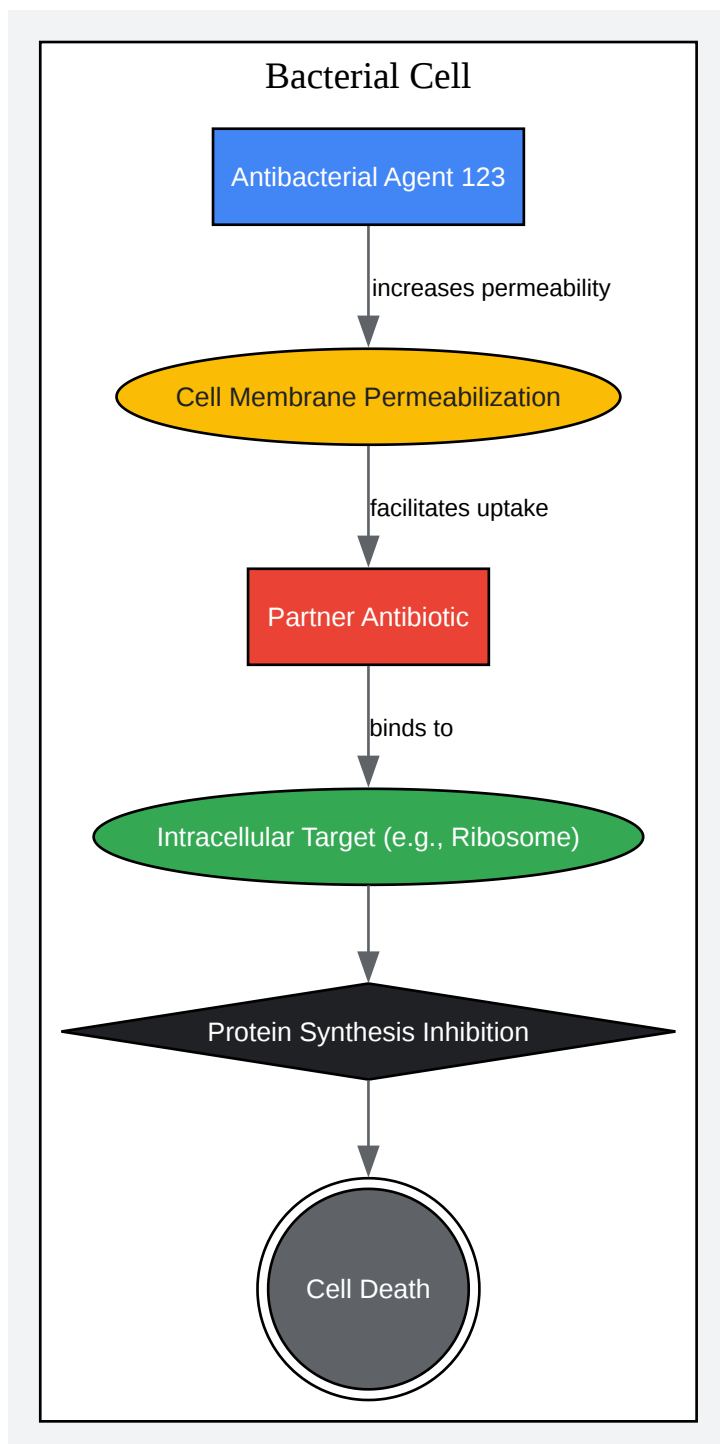 Bacterial Cell
Antibacterial Agent 123
increases permeability
Cell Membrane Permeabilization
facilitates uptake
Partner Antibiotic
binds to
Intracellular Target (e.g., Ribosome)
Protein Synthesis Inhibition
Cell Death